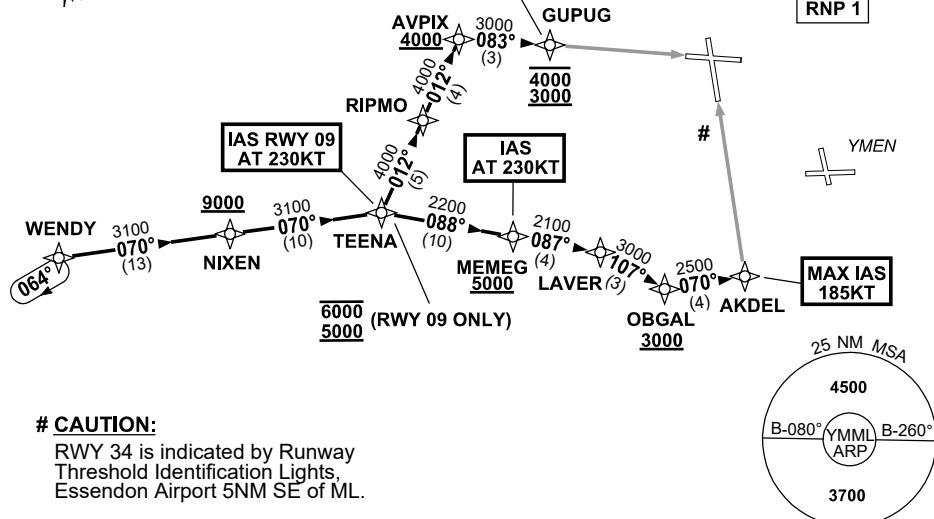 RNP 1
AVPIX
4000
3000
083°
(3)
GUPUG
4000
3000
4000
012°
(4)
RIPMO
IAS RWY 09
AT 230KT
4000
012°
(5)
IAS
AT 230KT
#
YMEN
WENDY
064°
3100
070°
(13)
9000
NIXEN
3100
070°
(10)
TEENA
2200
088°
(10)
MEMEG
5000
2100
087°
(4)
LAVER
3000
107°
(3)
OBGAL
3000
2500
070°
(4)
AKDEL
MAX IAS
185KT
6000
5000
(RWY 09 ONLY)
25 NM MSA
4500
B-080°
YMML
ARP
B-260°
3700
# CAUTION:
RWY 34 is indicated by Runway
Threshold Identification Lights,
Essendon Airport 5NM SE of ML.